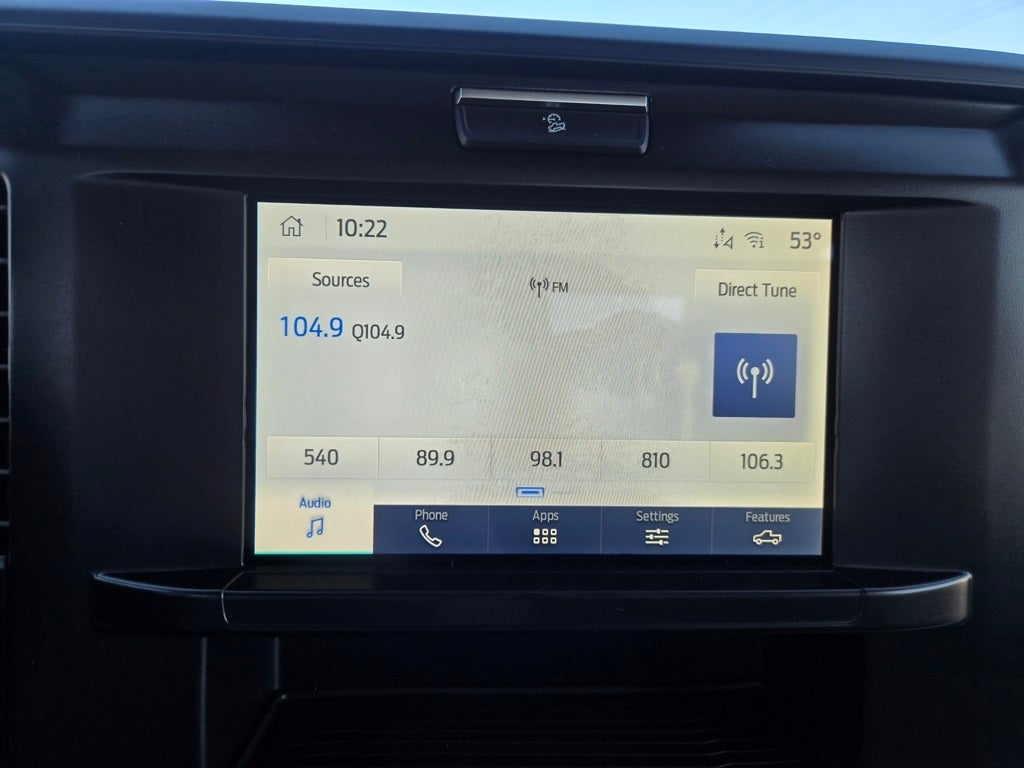 10:22
53°
Sources
FM
Direct Tune
104.9 Q104.9
540 89.9 98.1 810 106.3
Audio Phone Apps Settings Features